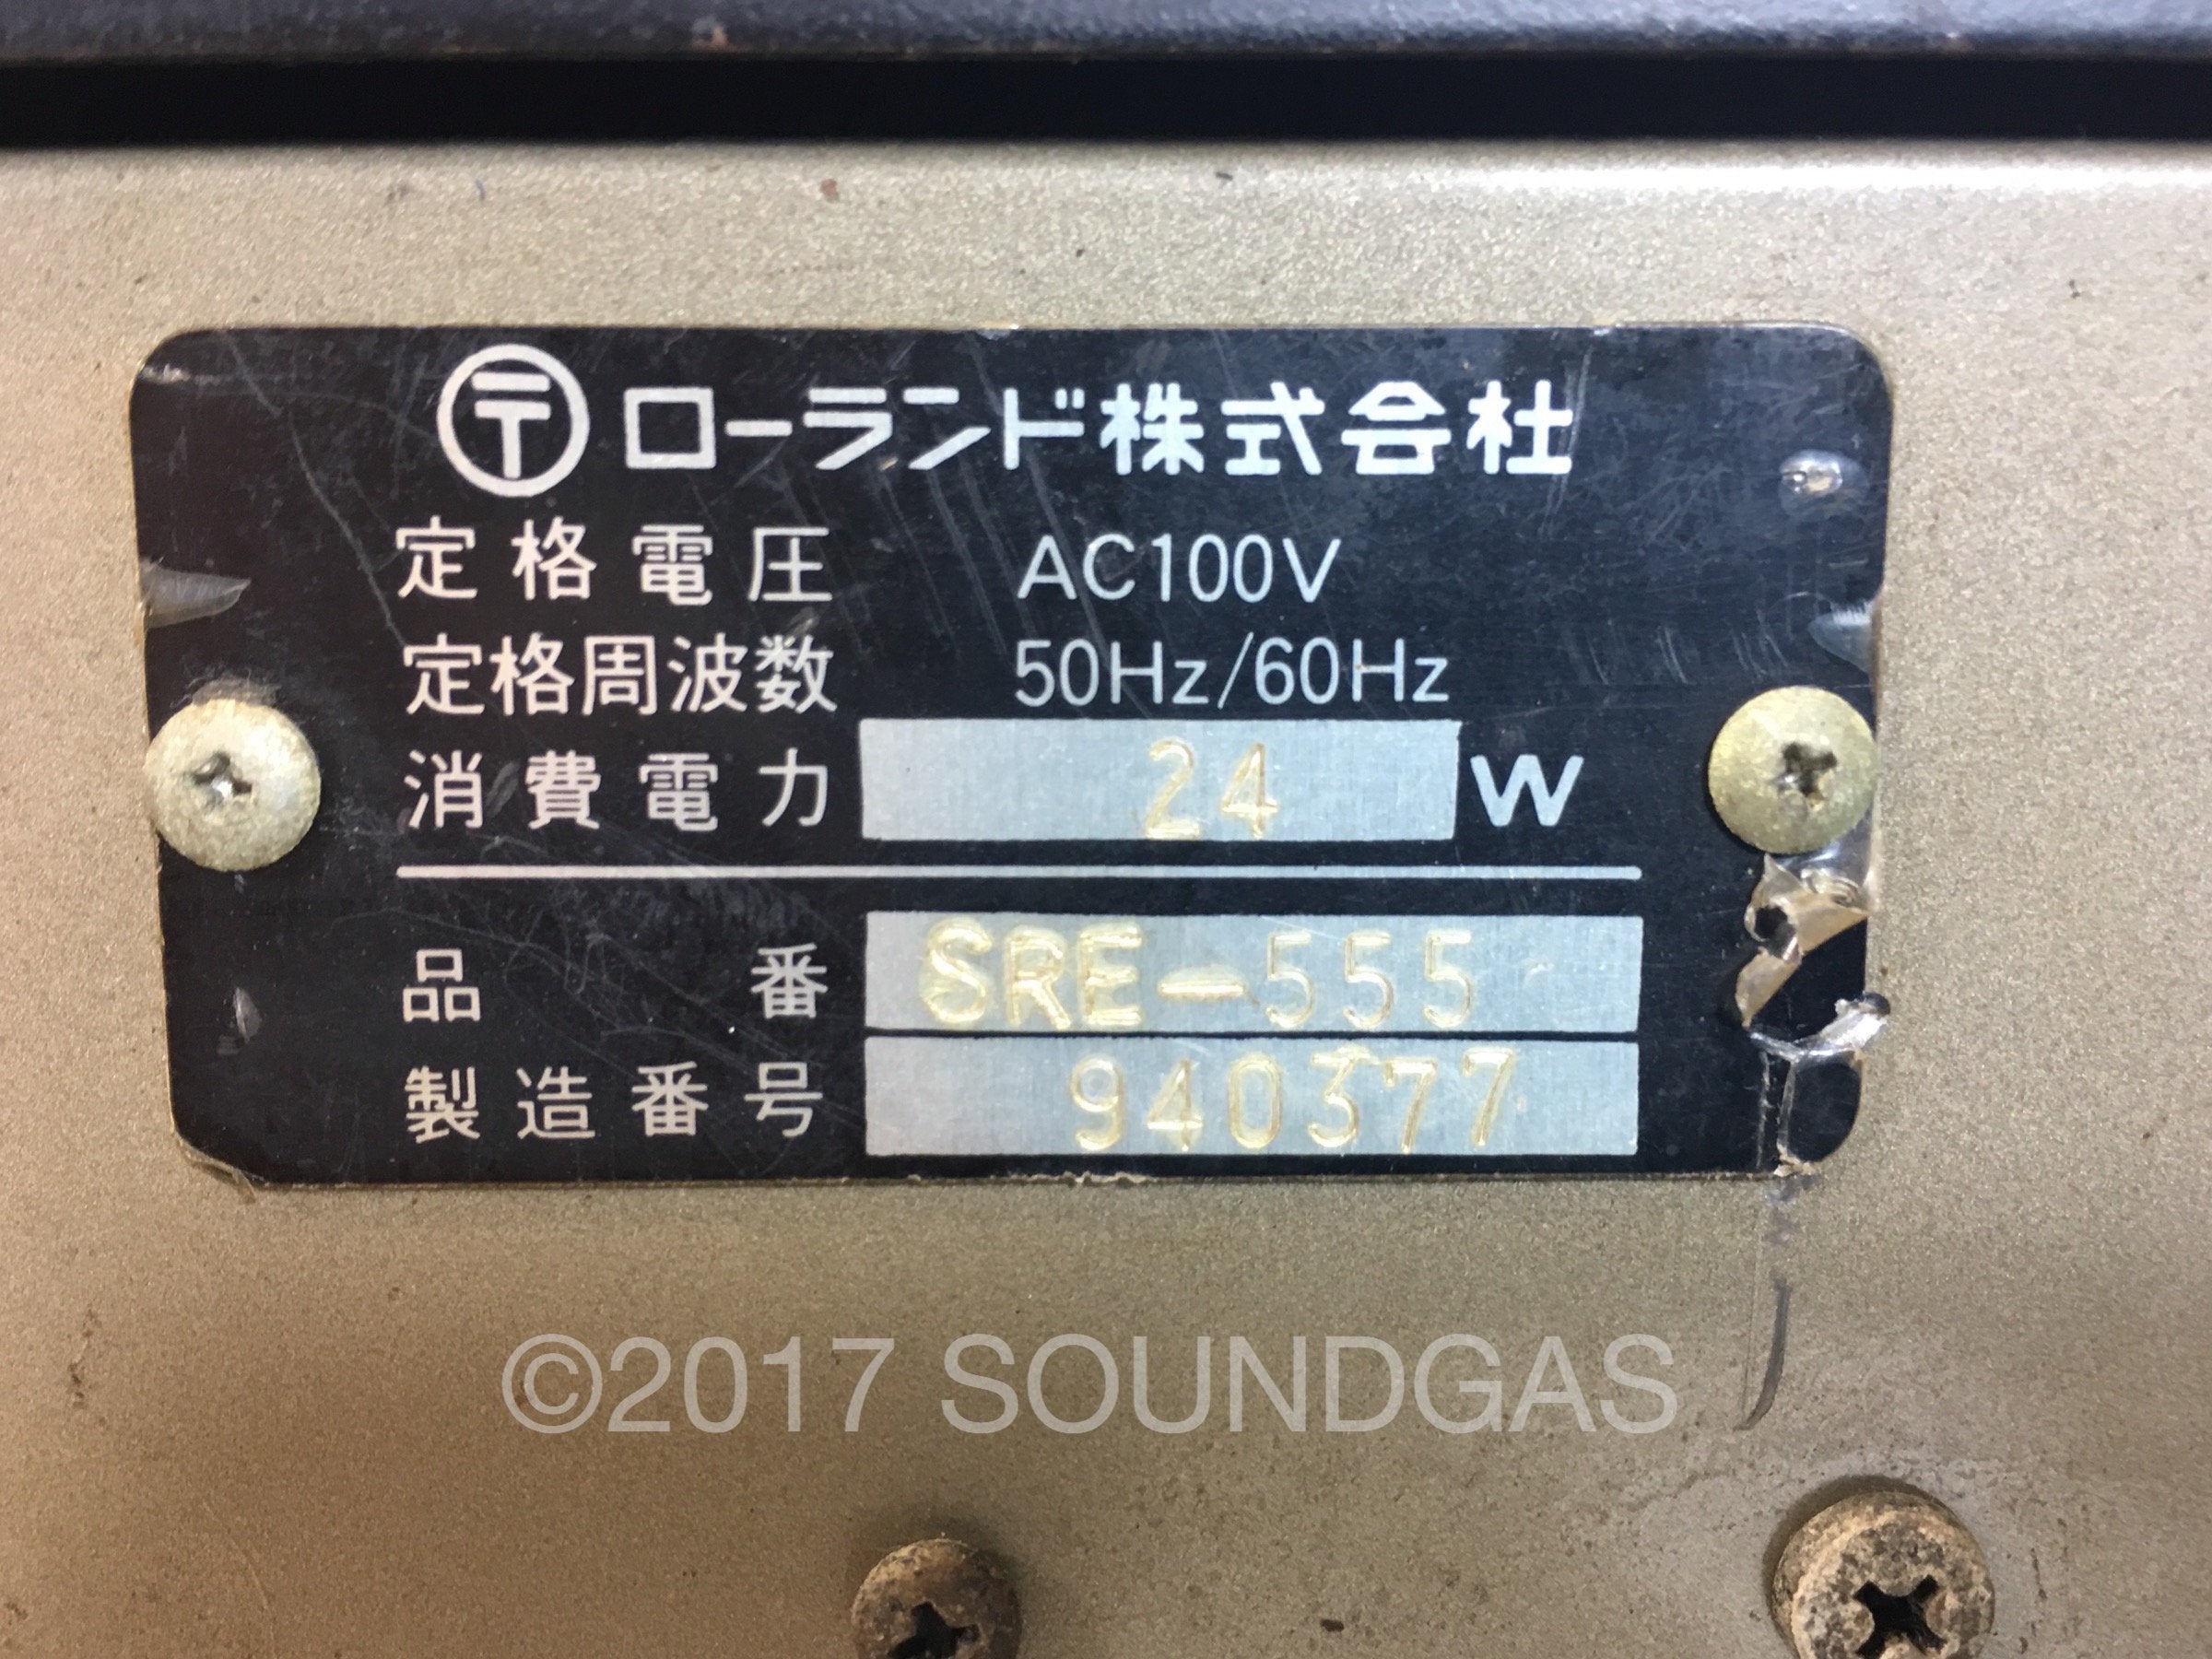 〒 ローランド株式会社
定格電圧 AC100V
定格周波数 50Hz/60Hz
消費電力 24 W
品番 SRE-555
製造番号 940377
©2017 SOUNDGAS